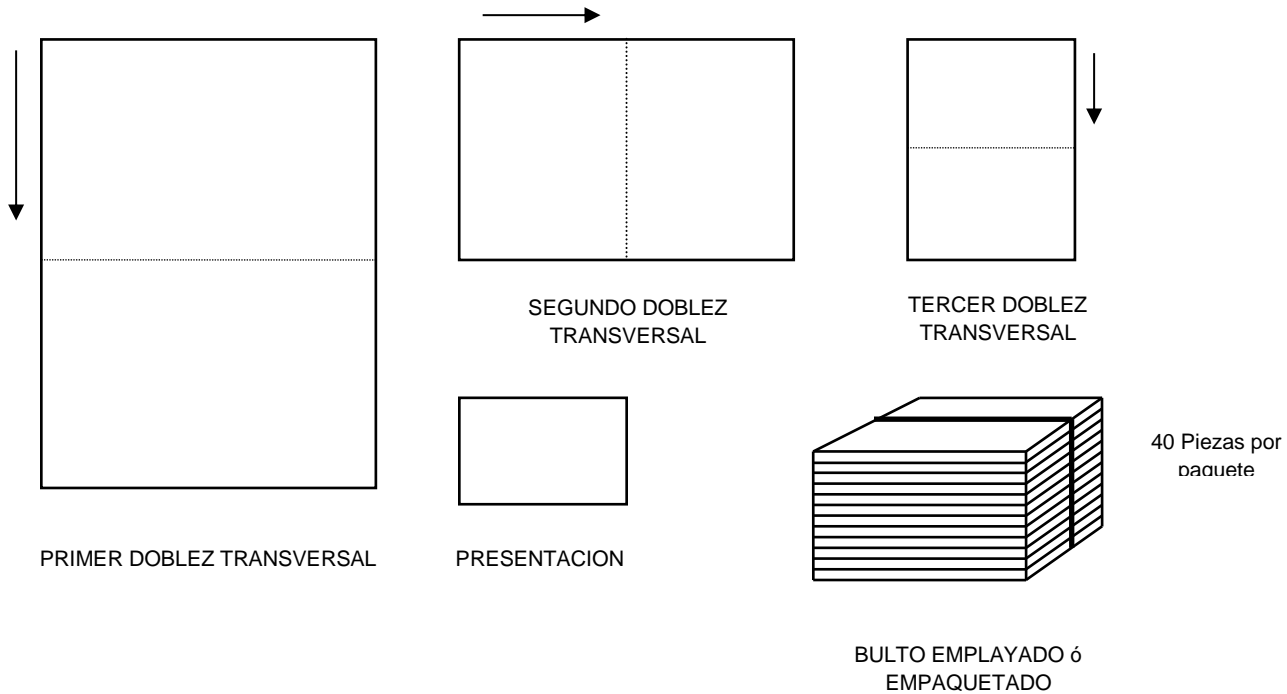 SEGUNDO DOBLEZ
TRANSVERSAL
TERCER DOBLEZ
TRANSVERSAL
40 Piezas por
paquete
PRIMER DOBLEZ TRANSVERSAL
PRESENTACION
BULTO EMPLAYADO ó
EMPAQUETADO